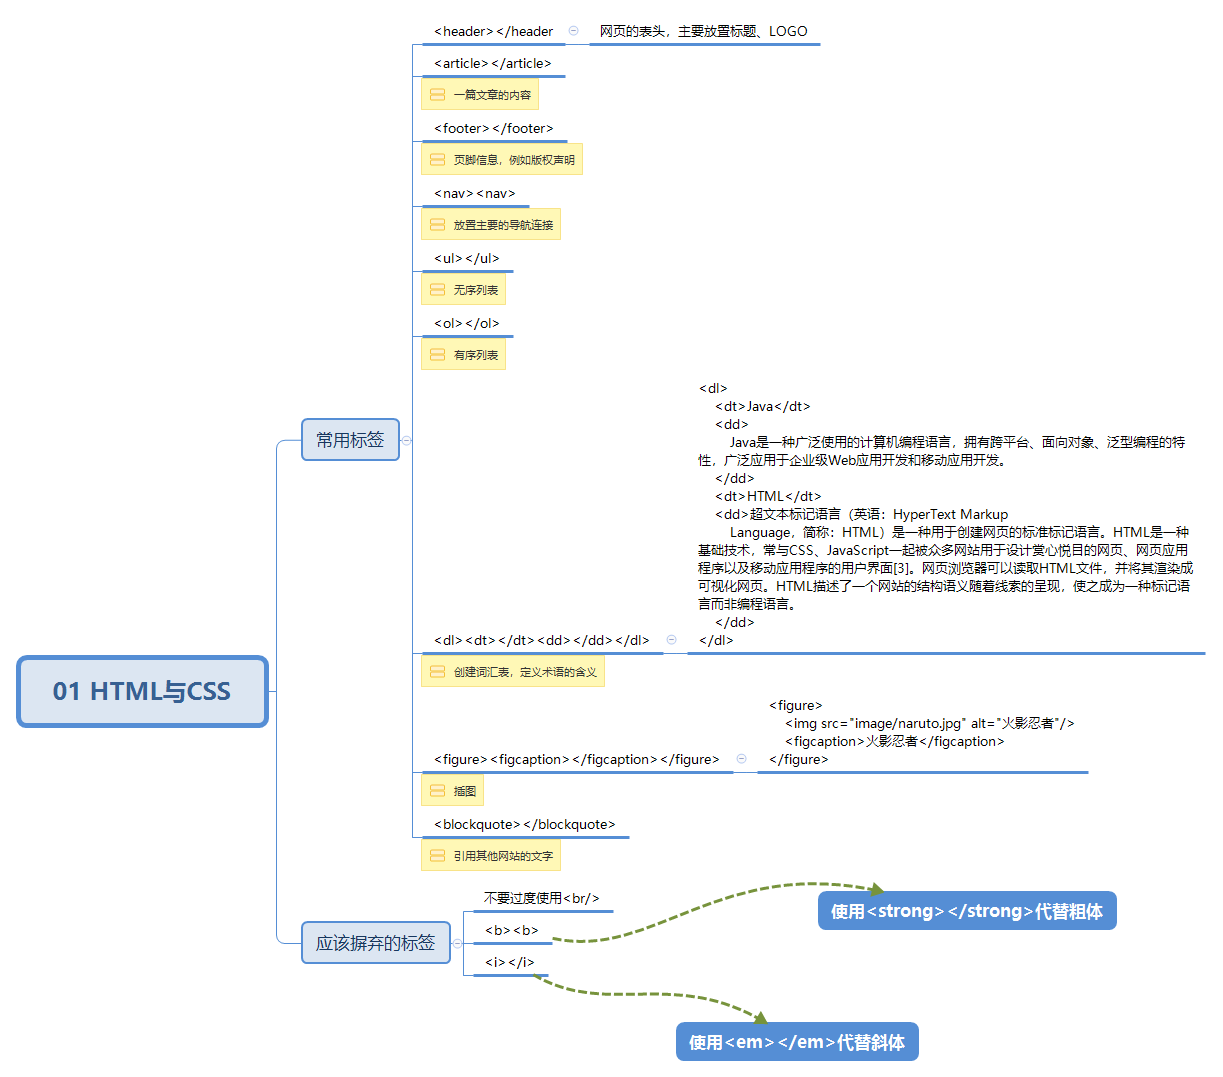 <header></header
网页的表头，主要放置标题、LOGO
<article></article>
一篇文章的内容
<footer></footer>
页脚信息，例如版权声明
<nav><nav>
放置主要的导航连接
<ul></ul>
无序列表
<ol></ol>
有序列表
常用标签
<dl>
<dt>Java</dt>
<dd>
Java是一种广泛使用的计算机编程语言，拥有跨平台、面向对象、泛型编程的特
性，广泛应用于企业级Web应用开发和移动应用开发。
</dd>
<dt>HTML</dt>
<dd>超文本标记语言（英语：HyperText Markup
Language，简称：HTML）是一种用于创建网页的标准标记语言。HTML是一种
基础技术，常与CSS、JavaScript一起被众多网站用于设计赏心悦目的网页、网页应用
程序以及移动应用程序的用户界面[3]。网页浏览器可以读取HTML文件，并将其渲染成
可视化网页。HTML描述了一个网站的结构语义随着线索的呈现，使之成为一种标记语
言而非编程语言。
</dd>
</dl>
<dl><dt></dt><dd></dd></dl>
创建词汇表，定义术语的含义
01 HTML与CSS
<figure>
<img src="image/naruto.jpg" alt="火影忍者"/>
<figcaption>火影忍者</figcaption>
</figure>
<figure><figcaption></figcaption></figure>
插图
<blockquote></blockquote>
引用其他网站的文字
应该摒弃的标签
不要过度使用<br/>
<b><b>
<i></i>
使用<strong></strong>代替粗体
使用<em></em>代替斜体